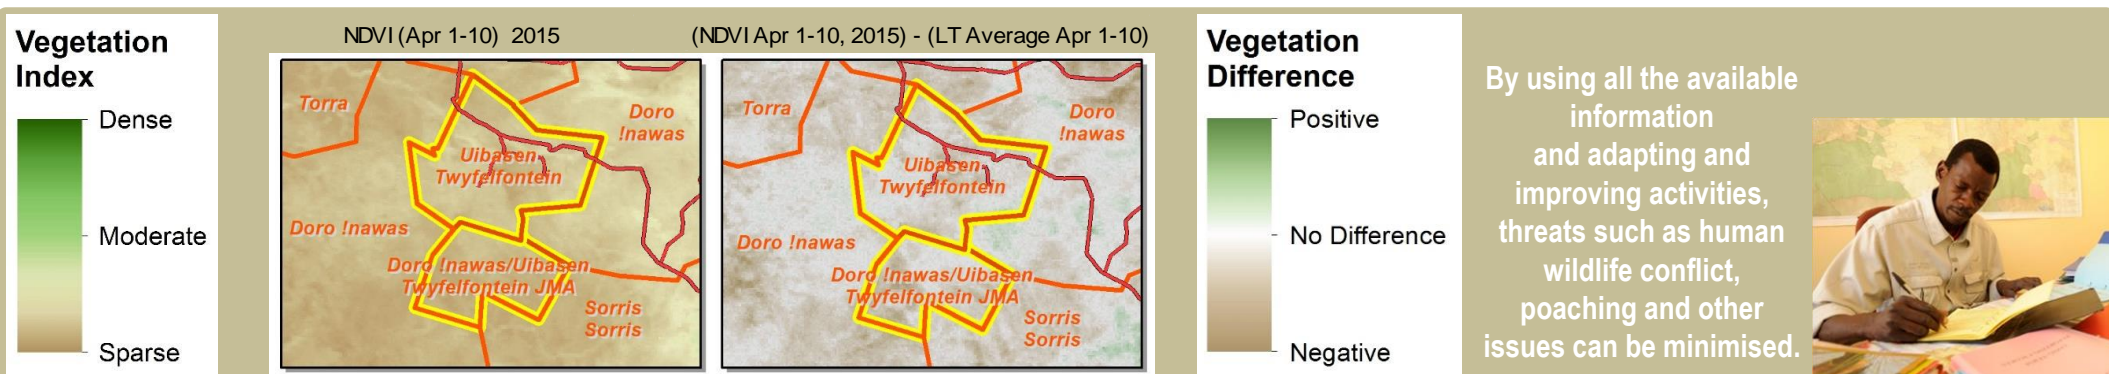 Vegetation
Index
Dense
Moderate
Sparse
NDVI (Apr 1-10) 2015
Torra
Doro
!nawas
Uibasen
Twyfelfontein
Doro !nawas
Doro !nawas/Uibasen
Twyfelfontein JMA
Sorris
Sorris
(NDVI Apr 1-10, 2015) - (LT Average Apr 1-10)
Torra
Doro
!nawas
Uibasen
Twyfelfontein
Doro !nawas
Doro !nawas/Uibasen
Twyfelfontein JMA
Sorris
Sorris
Vegetation
Difference
Positive
No Difference
Negative
By using all the available
information
and adapting and
improving activities,
threats such as human
wildlife conflict,
poaching and other
issues can be minimised.